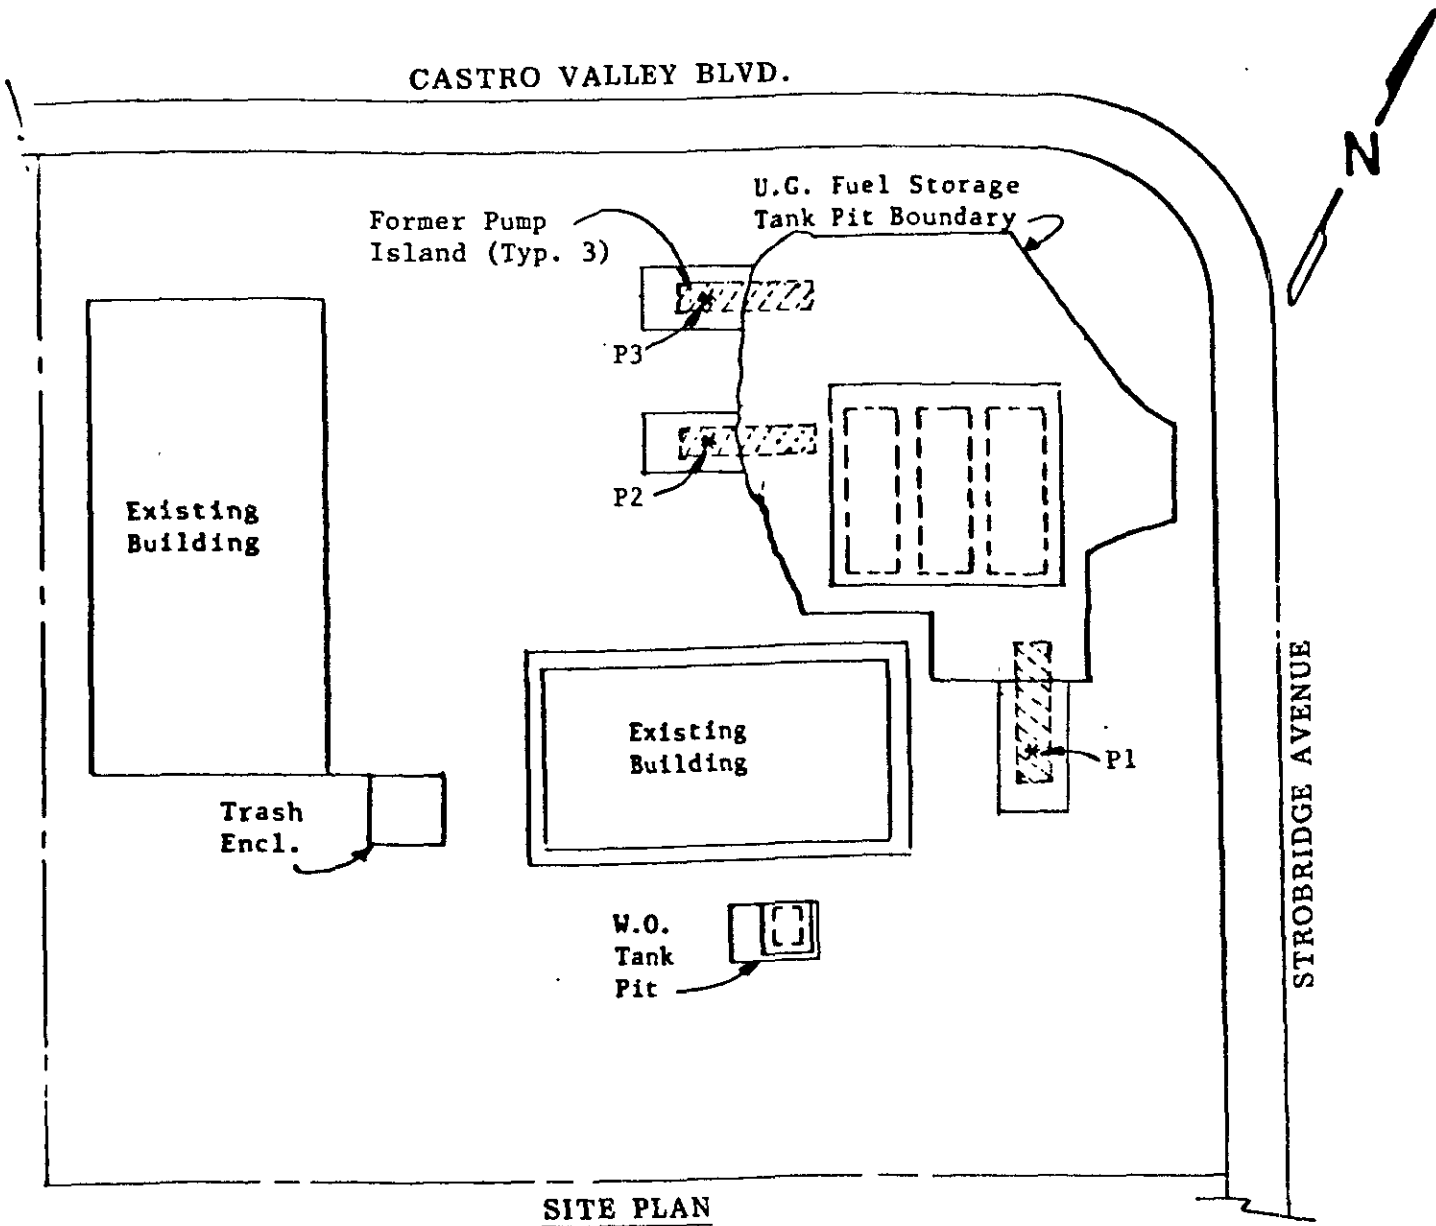 CASTRO VALLEY BLVD.
N
U.G. Fuel Storage
Tank Pit Boundary
Former Pump
Island (Typ. 3)
P3
P2
Existing
Building
Existing
Building
P1
STROBRIDGE AVENUE
Trash
Encl.
W.O.
Tank
Pit
SITE PLAN